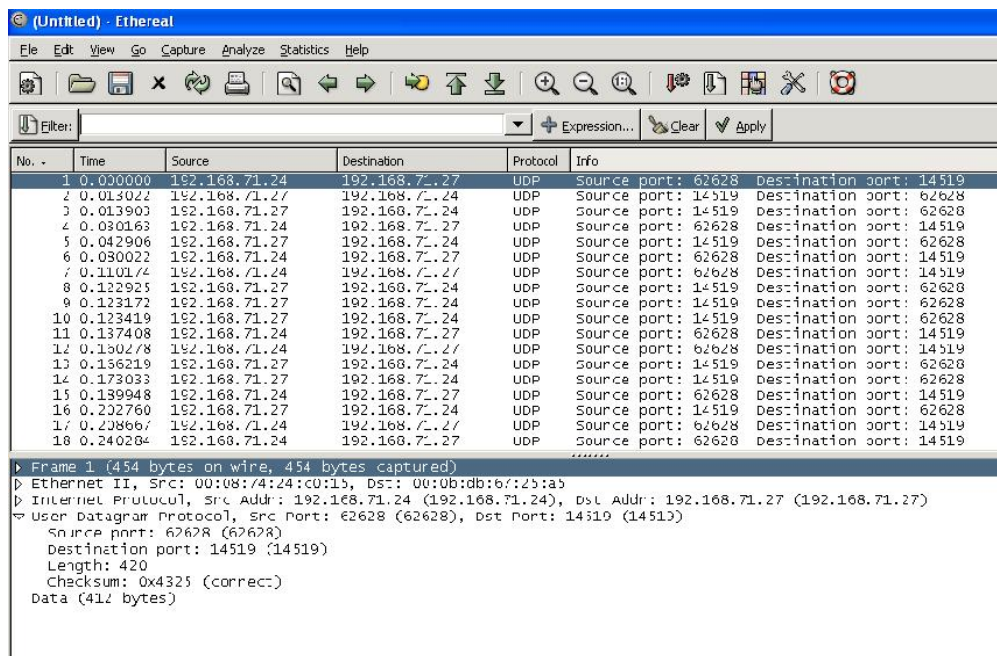 (Untitled) - Ethereal
File Edit View Go Capture Analyze Statistics Help
Filter: Expression... Clear Apply
No. Time Source Destination Protocol Info
1 0.000000 192.168.71.24 192.168.71.27 UDP Source port: 62628 Destination port: 14519
2 0.013022 192.168.71.27 192.168.71.24 UDP Source port: 14519 Destination port: 62628
3 0.013903 192.168.71.27 192.168.71.24 UDP Source port: 14519 Destination port: 62628
4 0.030163 192.168.71.24 192.168.71.27 UDP Source port: 62628 Destination port: 14519
5 0.042906 192.168.71.27 192.168.71.24 UDP Source port: 14519 Destination port: 62628
6 0.080022 192.168.71.24 192.168.71.27 UDP Source port: 62628 Destination port: 14519
7 0.110174 192.168.71.24 192.168.71.27 UDP Source port: 62628 Destination port: 14519
8 0.122925 192.168.71.27 192.168.71.24 UDP Source port: 14519 Destination port: 62628
9 0.123172 192.168.71.27 192.168.71.24 UDP Source port: 14519 Destination port: 62628
10 0.123419 192.168.71.27 192.168.71.24 UDP Source port: 14519 Destination port: 62628
11 0.137408 192.168.71.24 192.168.71.27 UDP Source port: 62628 Destination port: 14519
12 192.168.71.24 192.168.71.27 UDP Source port: 62628 Destination port: 14519
13 192.168.71.27 192.168.71.24 UDP Source port: 14519 Destination port: 62628
14 0.173033 192.168.71.27 192.168.71.24 UDP Source port: 14519 Destination port: 62628
15 0.189948 192.168.71.24 192.168.71.27 UDP Source port: 62628 Destination port: 14519
16 0.202760 192.168.71.27 192.168.71.24 UDP Source port: 14519 Destination port: 62628
17 0.208667 192.168.71.24 192.168.71.27 UDP Source port: 62628 Destination port: 14519
18 0.240284 192.168.71.24 192.168.71.27 UDP Source port: 62628 Destination port: 14519
Frame 1 (454 bytes on wire, 454 bytes captured)
Ethernet II, Src: 00:08:74:24:c0:15, Dst: 00:0b:db:67:25:a5
Internet Protocol, Src Addr: 192.168.71.24 (192.168.71.24), Dst Addr: 192.168.71.27 (192.168.71.27)
User Datagram Protocol, Src Port: 62628 (62628), Dst Port: 14519 (14519)
Source port: 62628 (62628)
Destination port: 14519 (14519)
Length: 420
Checksum: 0x4325 (correct)
Data (412 bytes)